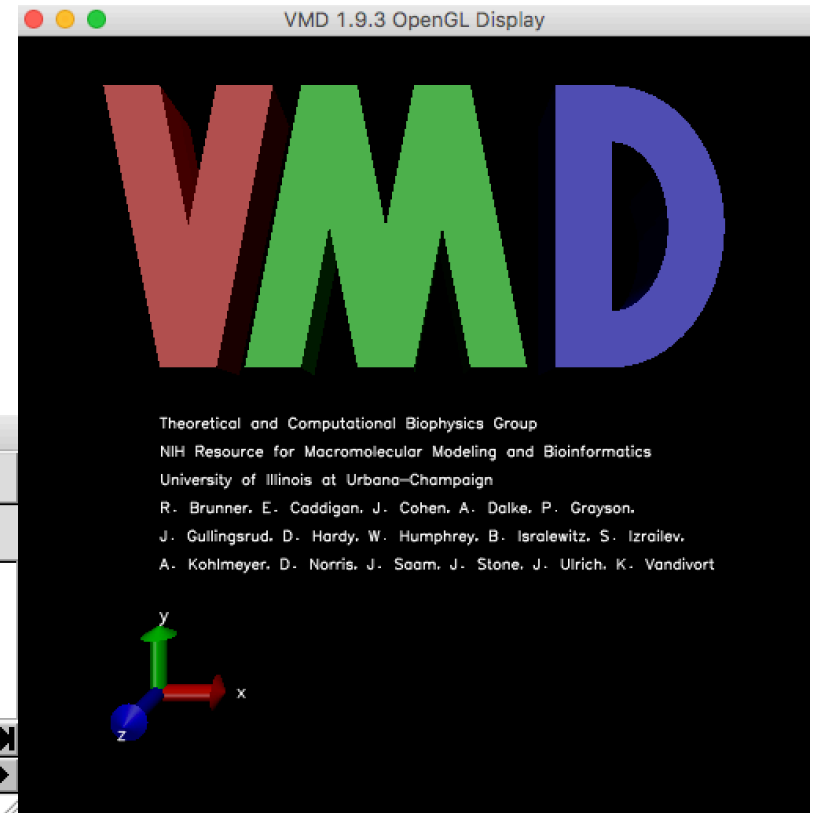 VMD 1.9.3 OpenGL Display
VMD
Theoretical and Computational Biophysics Group
NIH Resource for Macromolecular Modeling and Bioinformatics
University of Illinois at Urbana-Champaign
R. Brunner, E. Caddigan, J. Cohen, A. Dalke, P. Grayson,
J. Gullingsrud, D. Hardy, W. Humphrey, B. Isralewitz, S. Izrailev,
A. Kohlmeyer, D. Norris, J. Saam, J. Stone, J. Ulrich, K. Vandivort
y
x
z